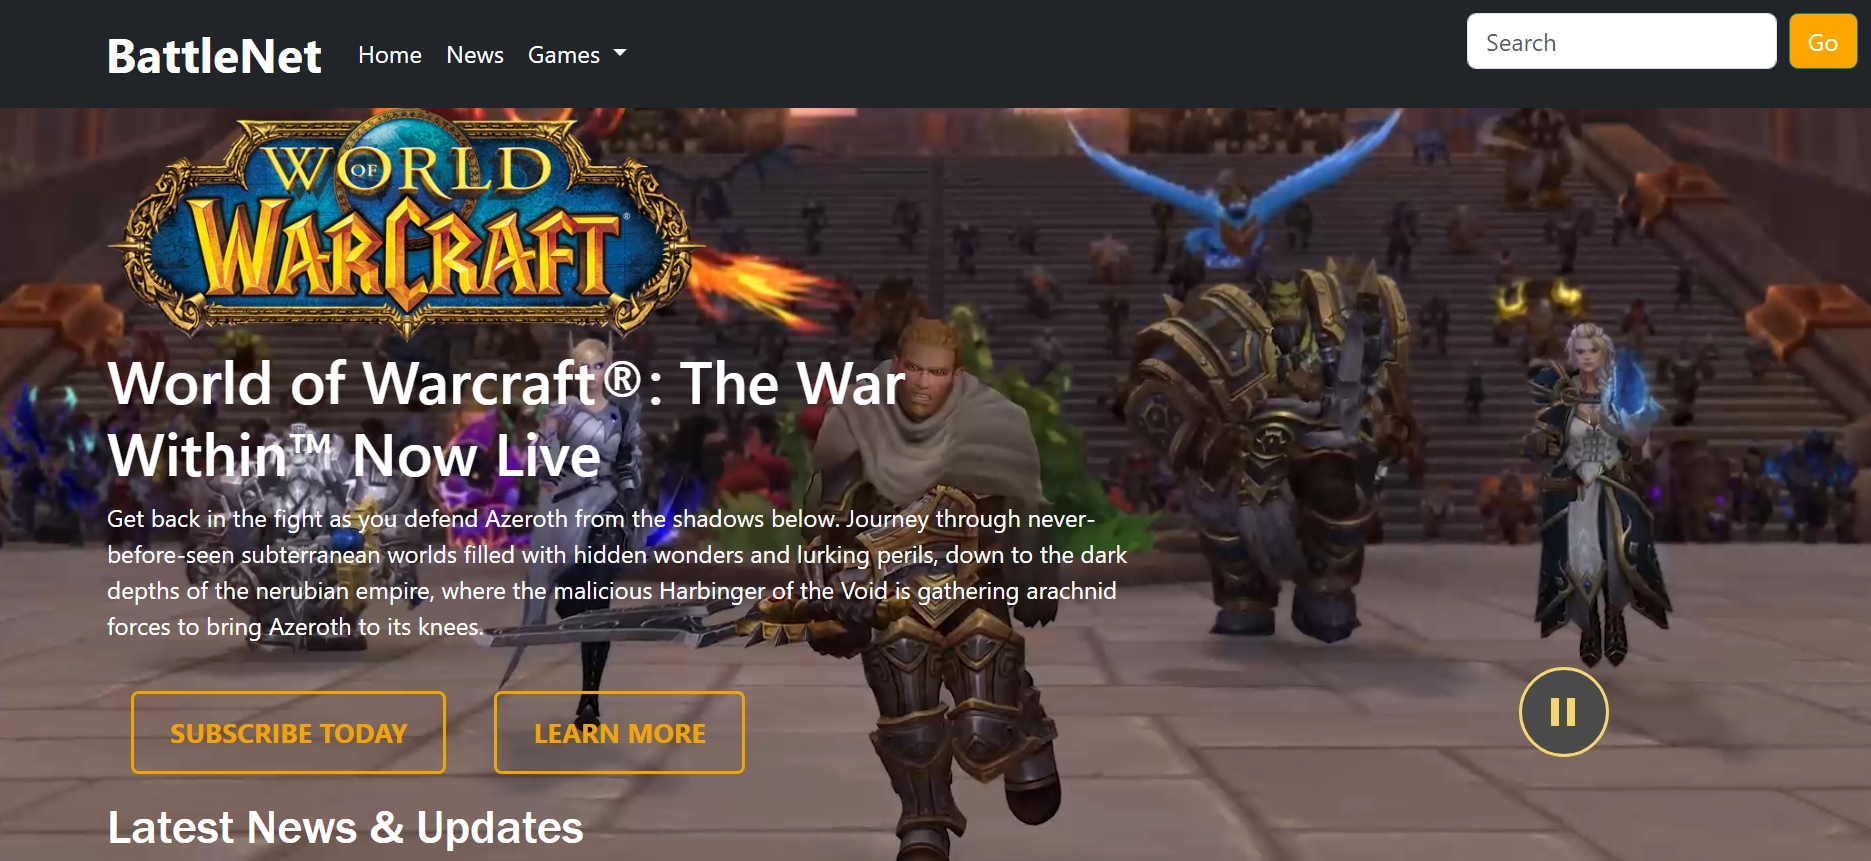 BattleNet Home News Games Search Go
WORLD OF WARCRAFT®
World of Warcraft®: The War
Within™ Now Live
Get back in the fight as you defend Azeroth from the shadows below. Journey through never-
before-seen subterranean worlds filled with hidden wonders and lurking perils, down to the dark
depths of the nerubian empire, where the malicious Harbinger of the Void is gathering arachnid
forces to bring Azeroth to its knees.
SUBSCRIBE TODAY LEARN MORE
Latest News & Updates